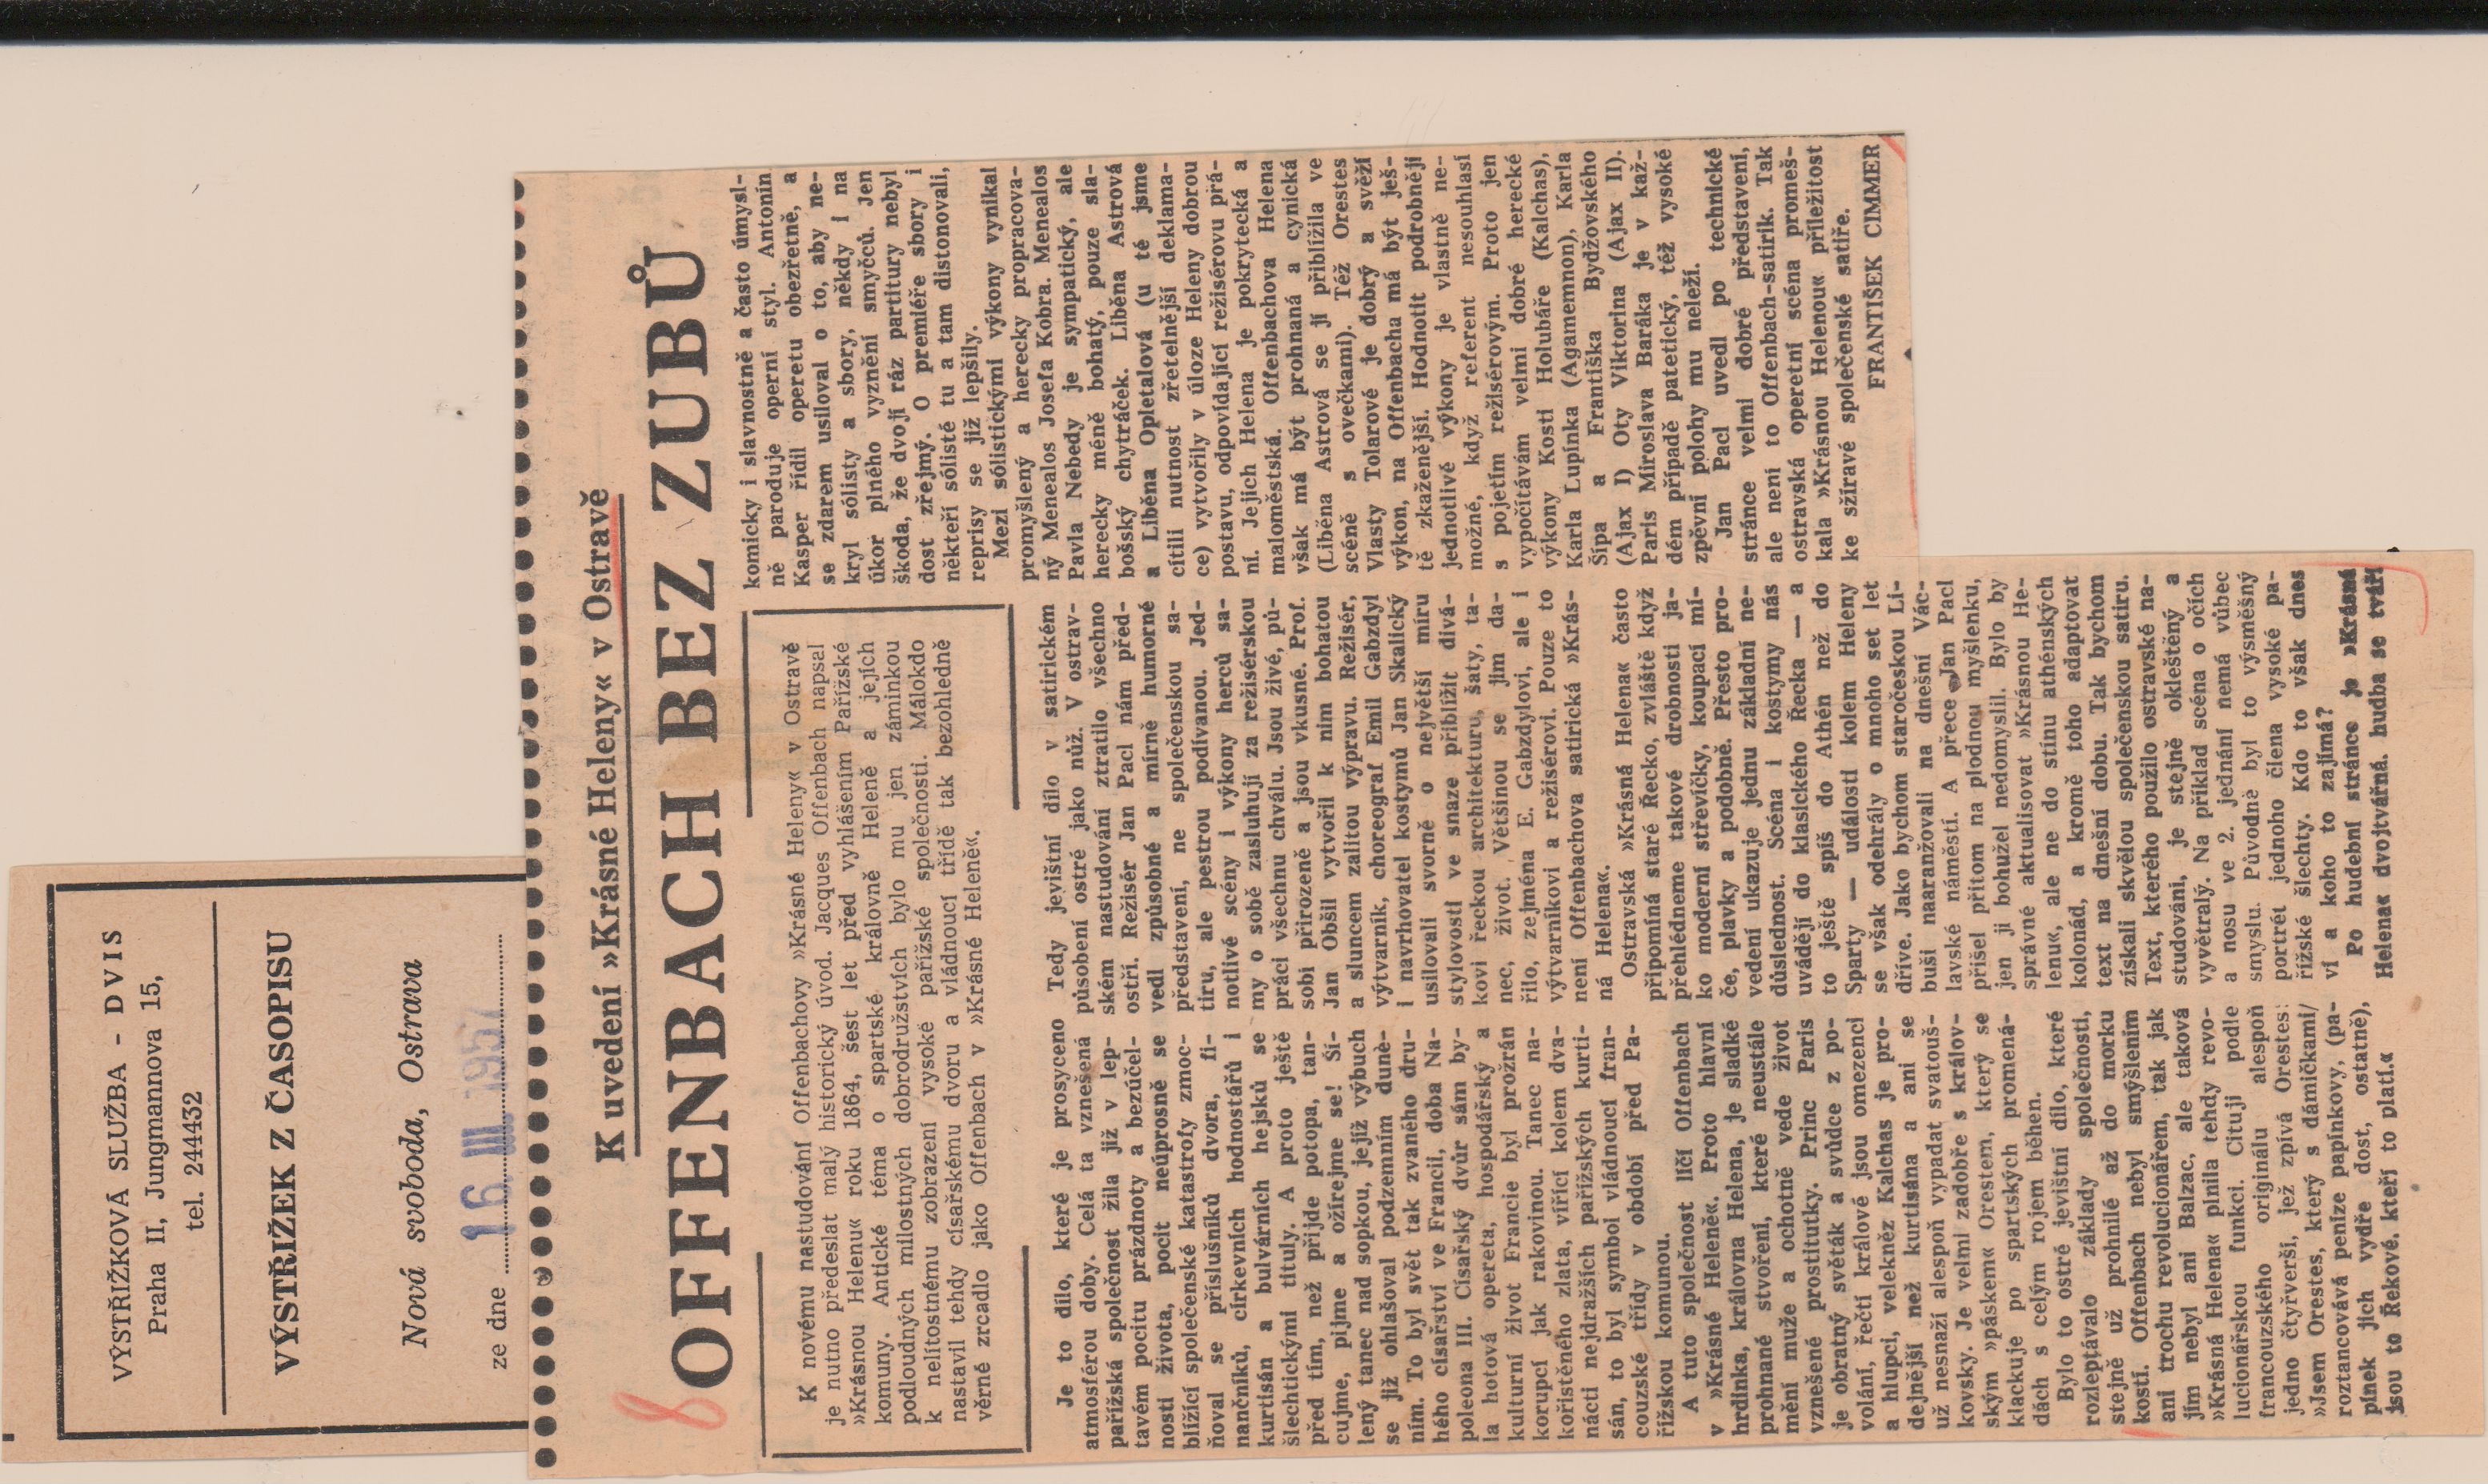 VÝSTŘIŽKOVÁ SLUŽBA - DVIS
Praha II, Jungmannova 15,
tel. 244432
VÝSTŘIŽEK Z ČASOPISU
Nová svoboda, Ostrava
ze dne 16. III. 1957
K uvedení »Krásné Heleny« v Ostravě
8
OFFENBACH BEZ ZUBŮ
K novému nastudování Offenbachovy »Krásné Heleny« v Ostravě
je nutno předeslat malý historický úvod. Jacques Offenbach napsal
»Krásnou Helenu« roku 1864, šest let před vyhlášením Pařížské
komuny. Antické téma o spartské královně Heleně a jejích
podloudných milostných dobrodružstvích bylo mu jen záminkou
k nelítostnému zobrazení vysoké pařížské společnosti. Málokdo
nastavil tehdy císařskému dvoru a vládnoucí třídě tak bezohledně
věrné zrcadlo jako Offenbach v »Krásné Heleně«.
Je to dílo, které je prosyceno
atmosférou doby. Celá ta vznešená
pařížská společnost žila již v lep-
tavém pocitu prázdnoty a bezúčel-
nosti života, pocit neúprosně se
blížící společenské katastrofy zmoc-
ňoval se příslušníků dvora, fi-
nančníků, církevních hodnostářů i
kurtisán a bulvárních hejsků se
šlechtickými tituly. A proto ještě
před tím, než přijde potopa, tan-
cujme, pijme a ožírejme se! Ší-
lený tanec nad sopkou, jejíž výbuch
se již ohlašoval podzemním duně-
ním. To byl svět tak zvaného dru-
hého císařství ve Francii, doba Na-
poleona III. Císařský dvůr sám by-
la hotová opereta, hospodářský a
kulturní život Francie byl prožrán
korupcí jak rakovinou. Tanec na-
kořistěného zlata, vířící kolem dva-
nácti nejdražších pařížských kurti-
sán, to byl symbol vládnoucí fran-
couzské třídy v období před Pa-
řížskou komunou.
A tuto společnost líčí Offenbach
v »Krásné Heleně«. Proto hlavní
hrdinka, královna Helena, je sladké
prohnané stvoření, které neustále
mění muže a ochotně vede život
vznešené prostitutky. Princ Paris
je obratný světák a svůdce z po-
volání, řečtí králové jsou omezenci
a hlupci, velekněz Kalchas je pro-
dejnější než kurtisána a ani se
už nesnaží alespoň vypadat svatouš-
kovsky. Je velmi zadobře s králov-
ským »páskem« Orestem, který se
klackuje po spartských promená-
dách s celým rojem běhen.
Bylo to ostré jevištní dílo, které
rozleptávalo základy společnosti,
stejně už prohnilé až do morku
kostí. Offenbach nebyl smýšlením
ani trochu revolucionářem, tak jak
jím nebyl ani Balzac, ale taková
»Krásná Helena« plnila tehdy revo-
lucionářskou funkci. Cituji podle
francouzského originálu alespoň
jedno čtyřverší, jež zpívá Orestes:
»Jsem Orestes, který s dámičkami/
roztancovává peníze papínkovy, (pa-
pínek jich vydře dost, ostatně),
jsou to Řekové, kteří to platí.«
Tedy jevištní dílo v satirickém
působení ostré jako nůž. V ostrav-
ském nastudování ztratilo všechno
ostří. Režisér Jan Pacl nám před-
vedl způsobné a mírně humorné
představení, ne společenskou sa-
tiru, ale pestrou podívanou. Jed-
notlivé scény i výkony herců sa-
my o sobě zasluhují za režisérskou
práci všechnu chválu. Jsou živé, pů-
sobí přirozeně a jsou vkusné. Prof.
Jan Obšil vytvořil k nim bohatou
a sluncem zalitou výpravu. Režisér,
výtvarník, choreograf Emil Gabzdyl
i navrhovatel kostymů Jan Skalický
usilovali svorně o největší míru
stylovosti ve snaze přiblížit divá-
kovi řeckou architekturu, šaty, ta-
nec, život. Většinou se jim da-
řilo, zejména E. Gabzdylovi, ale i
výtvarníkovi a režisérovi. Pouze to
není Offenbachova satirická »Krás-
ná Helena«.
Ostravská »Krásná Helena« často
připomíná staré Řecko, zvláště když
přehlédneme takové drobnosti ja-
ko moderní střevíčky, koupací mí-
če, plavky a podobně. Přesto pro-
vedení ukazuje jednu základní ne-
důslednost. Scéna i kostymy nás
uvádějí do klasického Řecka — a
to ještě spíš do Athén než do
Sparty — události kolem Heleny
se však odehrály o mnoho set let
dříve. Jako bychom staročeskou Li-
buši naaranžovali na dnešní Vác-
lavské náměstí. A přece Jan Pacl
přišel přitom na plodnou myšlenku,
jen ji bohužel nedomyslil. Bylo by
správné aktualisovat »Krásnou He-
lenu«, ale ne do stínu athénských
kolonád, a kromě toho adaptovat
text na dnešní dobu. Tak bychom
získali skvělou společenskou satiru.
Text, kterého použilo ostravské na-
studování, je stejně okleštěný a
vyvětralý. Na příklad scéna o očích
a nosu ve 2. jednání nemá vůbec
smyslu. Původně byl to výsměšný
portrét jednoho člena vysoké pa-
řížské šlechty. Kdo to však dnes
ví a koho to zajímá?
Po hudební stránce je »Krásná
Helena« dvojtvárná. hudba se tváří
komicky i slavnostně a často úmysl-
ně paroduje operní styl. Antonín
Kasper řídil operetu obezřetně, a
se zdarem usiloval o to, aby ne-
kryl sólisty a sbory, někdy i na
úkor plného vyznění smyčců. Jen
škoda, že dvojí ráz partitury nebyl
dost zřejmý. O premiéře sbory i
někteří sólisté tu a tam distonovali,
reprisy se již lepšily.
Mezi sólistickými výkony vynikal
promyšlený a herecky propracova-
ný Menealos Josefa Kobra. Menealos
Pavla Nebedy je sympatický, ale
herecky méně bohatý, pouze sla-
bošský chytráček. Liběna Astrová
a Liběna Opletalová (u té jsme
cítili nutnost zřetelnější deklama-
ce) vytvořily v úloze Heleny dobrou
postavu, odpovídající režisérovu přá-
ní. Jejich Helena je pokrytecká a
maloměstská. Offenbachova Helena
však má být prohnaná a cynická
(Liběna Astrová se jí přiblížila ve
scéně s ovečkami). Též Orestes
Vlasty Tolarové je dobrý a svěží
výkon, na Offenbacha má být ješ-
tě zkaženější. Hodnotit podrobněji
jednotlivé výkony je vlastně ne-
možné, když referent nesouhlasí
s pojetím režisérovým. Proto jen
vypočítávám velmi dobré herecké
výkony Kosti Holubáře (Kalchas),
Karla Lupínka (Agamemnon), Karla
Šípa a Františka Bydžovského
(Ajax I) Oty Viktorina (Ajax II).
Paris Miroslava Baráka je v kaž-
dém případě patetický, též vysoké
zpěvní polohy mu neleží.
Jan Pacl uvedl po technické
stránce velmi dobré představení,
ale není to Offenbach-satirik. Tak
ostravská operetní scéna promeš-
kala »Krásnou Helenou« příležitost
ke sžíravé společenské satiře.
FRANTIŠEK CIMMER